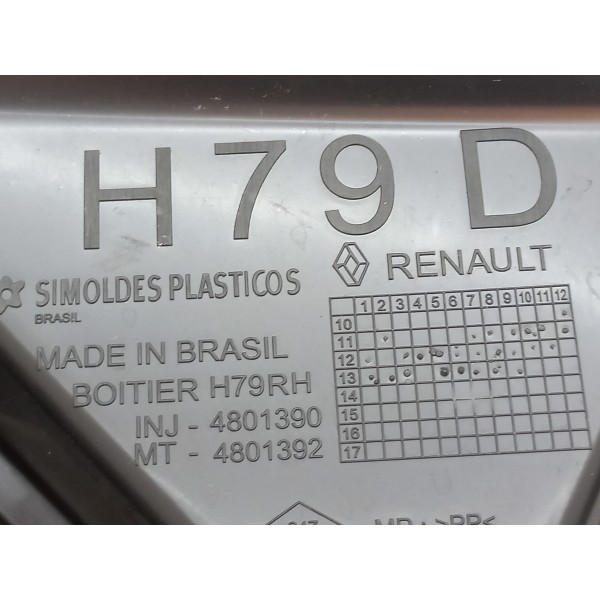 H79 D
SIMOLDES PLASTICOS
BRASIL
RENAULT
MADE IN BRASIL
BOITIER H79RH
INJ - 4801390
MT - 4801392
1 2 3 4 5 6 7 8 9 10 11 12
10
11
12
13
14
15
16
17